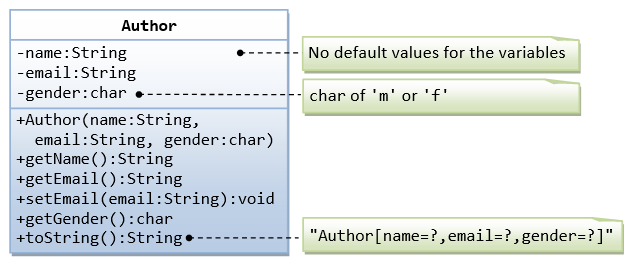 Author
-name:String
No default values for the variables
-email:String
-gender:char
char of 'm' or 'f'
+Author(name:String,
email:String, gender:char)
+getName():String
+getEmail():String
+setEmail(email:String):void
+getGender():char
+toString():String
"Author[name=?,email=?,gender=?]"